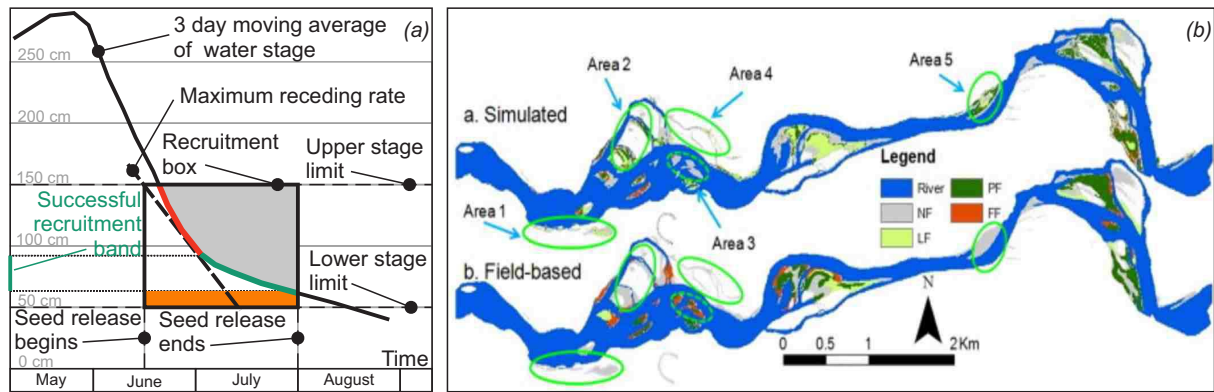 (a)
3 day moving average
of water stage
250 cm
Maximum receding rate
200 cm
Recruitment
box
Upper stage
limit
150 cm
Successful
recruitment
band
100 cm
Lower stage
limit
50 cm
Seed release
begins
Seed release
ends
0 cm
Time
May
June
July
August
(b)
Area 2
Area 4
Area 5
a. Simulated
Legend
River
PF
NF
FF
LF
Area 1
Area 3
b. Field-based
N
0 0.5 1 2 Km